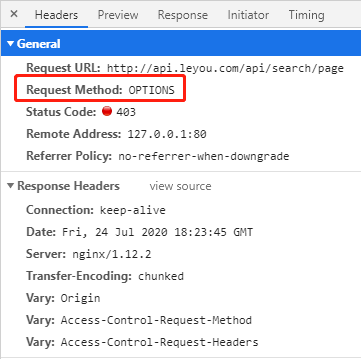 × Headers Preview Response Initiator Timing
▼ General
Request URL: http://api.leyou.com/api/search/page
Request Method: OPTIONS
Status Code: 403
Remote Address: 127.0.0.1:80
Referrer Policy: no-referrer-when-downgrade
▼ Response Headers view source
Connection: keep-alive
Date: Fri, 24 Jul 2020 18:23:45 GMT
Server: nginx/1.12.2
Transfer-Encoding: chunked
Vary: Origin
Vary: Access-Control-Request-Method
Vary: Access-Control-Request-Headers